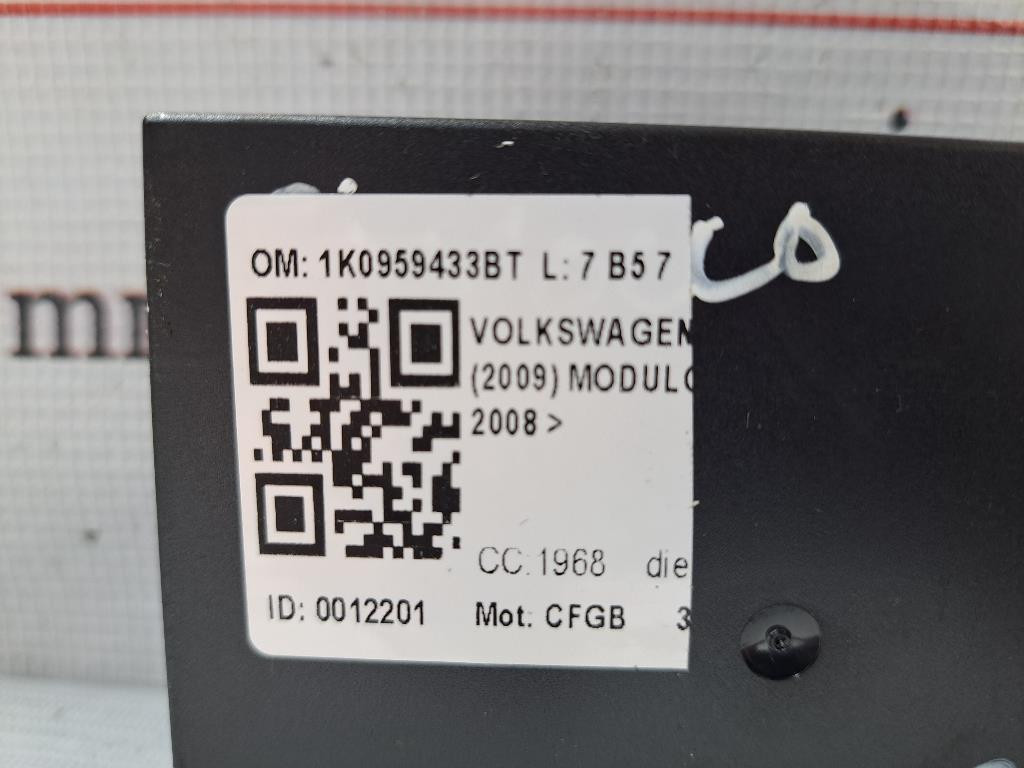 OM: 1K0959433BT L: 7 B5 7
VOLKSWAGEN
(2009) MODULO
2008 >
CC: 1968 die
ID: 0012201 Mot: CFGB 3